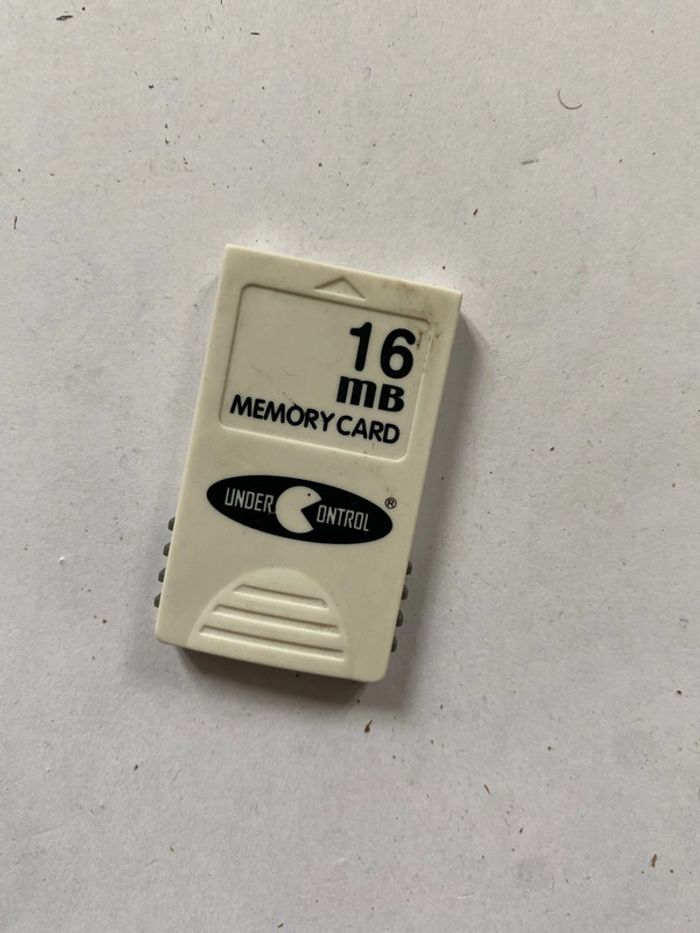 16
mB
MEMORY CARD
UNDER CONTROL ®